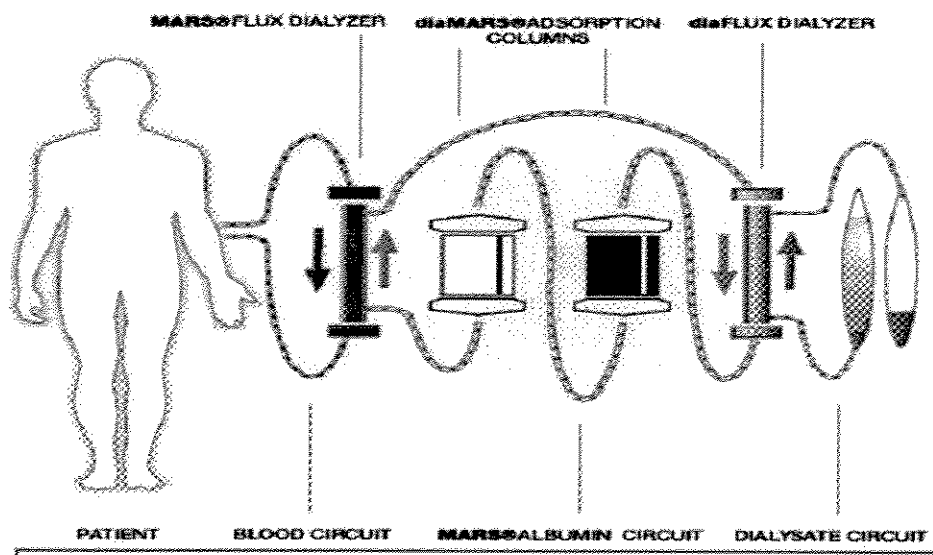 MARS®FLUX DIALYZER
diaMARS®ADSORPTION
COLUMNS
diaFLUX DIALYZER
PATIENT
BLOOD CIRCUIT
MARS®ALBUMIN CIRCUIT
DIALYSATE CIRCUIT